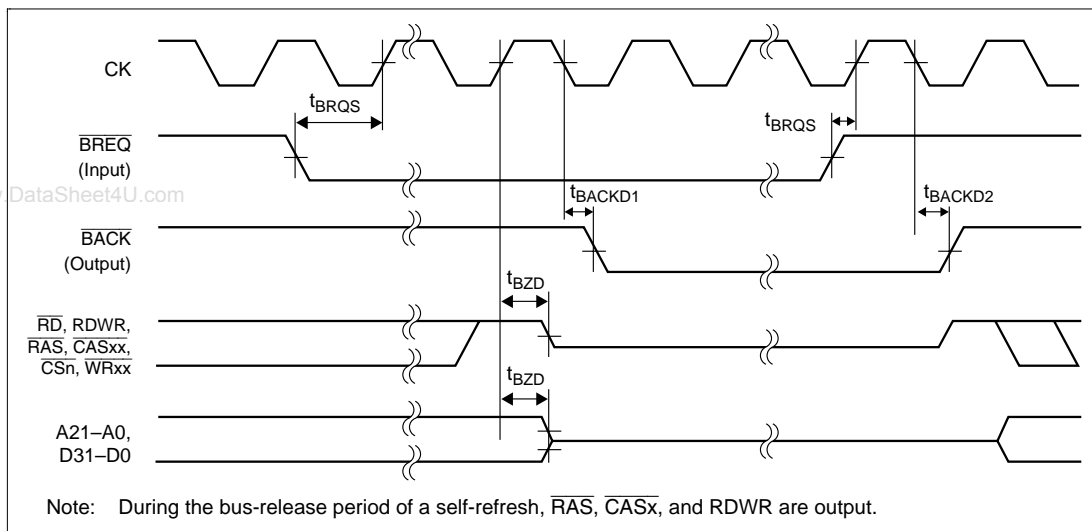 CK
tBRQS
tBRQS
BREQ
(Input)
w.DataSheet4U.com
tBACKD1
tBACKD2
BACK
(Output)
tBZD
RD, RDWR,
RAS, CASxx,
CSn, WRxx
tBZD
A21–A0,
D31–D0
Note: During the bus-release period of a self-refresh, RAS, CASx, and RDWR are output.